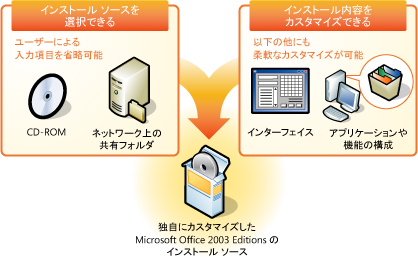 インストール ソースを
選択できる
ユーザーによる
入力項目を省略可能
CD-ROM
ネットワーク上の
共有フォルダ
インストール内容を
カスタマイズできる
以下の他にも
柔軟なカスタマイズが可能
インターフェイス
アプリケーションや
機能の構成
独自にカスタマイズした
Microsoft Office 2003 Editions の
インストール ソース